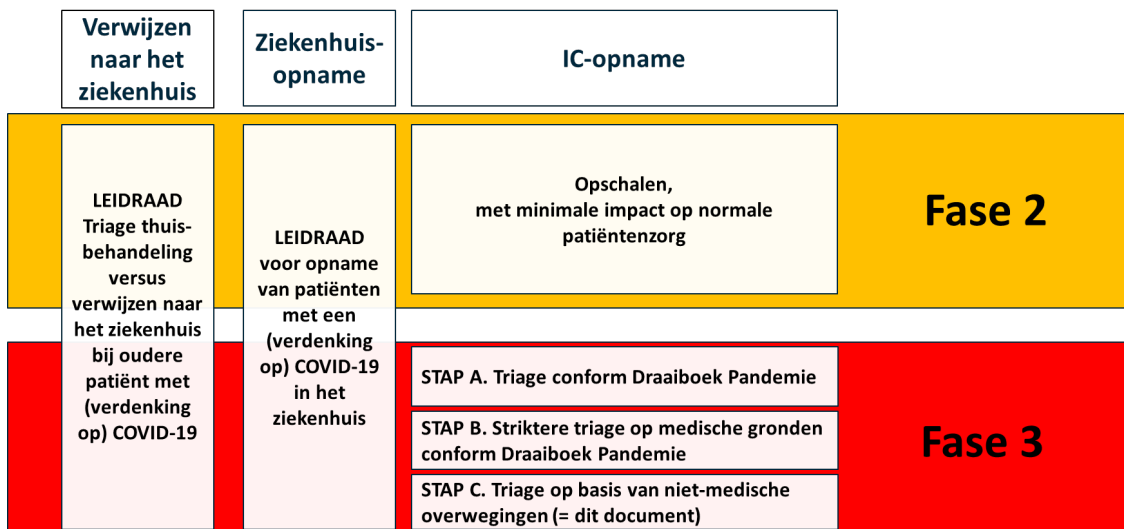 Verwijzen
naar het
ziekenhuis
Ziekenhuis-
opname
IC-opname
LEIDRAAD
Triage thuis-
behandeling
versus
verwijzen naar
het ziekenhuis
bij oudere
patiënt met
(verdenking
op) COVID-19
LEIDRAAD
voor opname
van patiënten
met een
(verdenking
op) COVID-19
in het
ziekenhuis
Opschalen,
met minimale impact op normale
patiëntenzorg
Fase 2
STAP A. Triage conform Draaiboek Pandemie
STAP B. Striktere triage op medische gronden
conform Draaiboek Pandemie
STAP C. Triage op basis van niet-medische
overwegingen (= dit document)
Fase 3